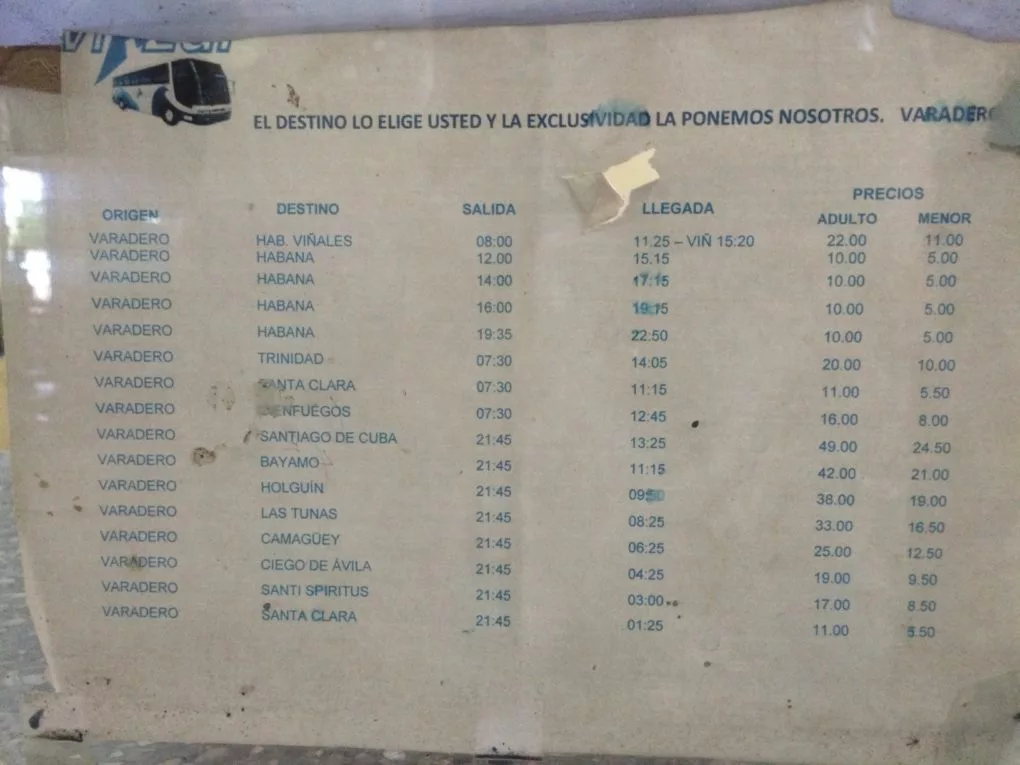 Viazul
EL DESTINO LO ELIGE USTED Y LA EXCLUSIVIDAD LA PONEMOS NOSOTROS. VARADERO
PRECIOS
ORIGEN DESTINO SALIDA LLEGADA ADULTO MENOR
VARADERO HAB. VIÑALES 08:00 11.25 – VIÑ 15:20 22.00 11.00
VARADERO HABANA 12.00 15.15 10.00 5.00
VARADERO HABANA 14:00 17:15 10.00 5.00
VARADERO HABANA 16:00 19:15 10.00 5.00
VARADERO HABANA 19:35 22:50 10.00 5.00
VARADERO TRINIDAD 07:30 14:05 20.00 10.00
VARADERO SANTA CLARA 07:30 11:15 11.00 5.50
VARADERO CIENFUEGOS 07:30 12:45 16.00 8.00
VARADERO SANTIAGO DE CUBA 21:45 13:25 49.00 24.50
VARADERO BAYAMO 21:45 11:15 42.00 21.00
VARADERO HOLGUÍN 21:45 09:50 38.00 19.00
VARADERO LAS TUNAS 21:45 08:25 33.00 16.50
VARADERO CAMAGÜEY 21:45 06:25 25.00 12.50
VARADERO CIEGO DE ÁVILA 21:45 04:25 19.00 9.50
VARADERO SANTI SPIRITUS 21:45 03:00 17.00 8.50
VARADERO SANTA CLARA 21:45 01:25 11.00 5.50